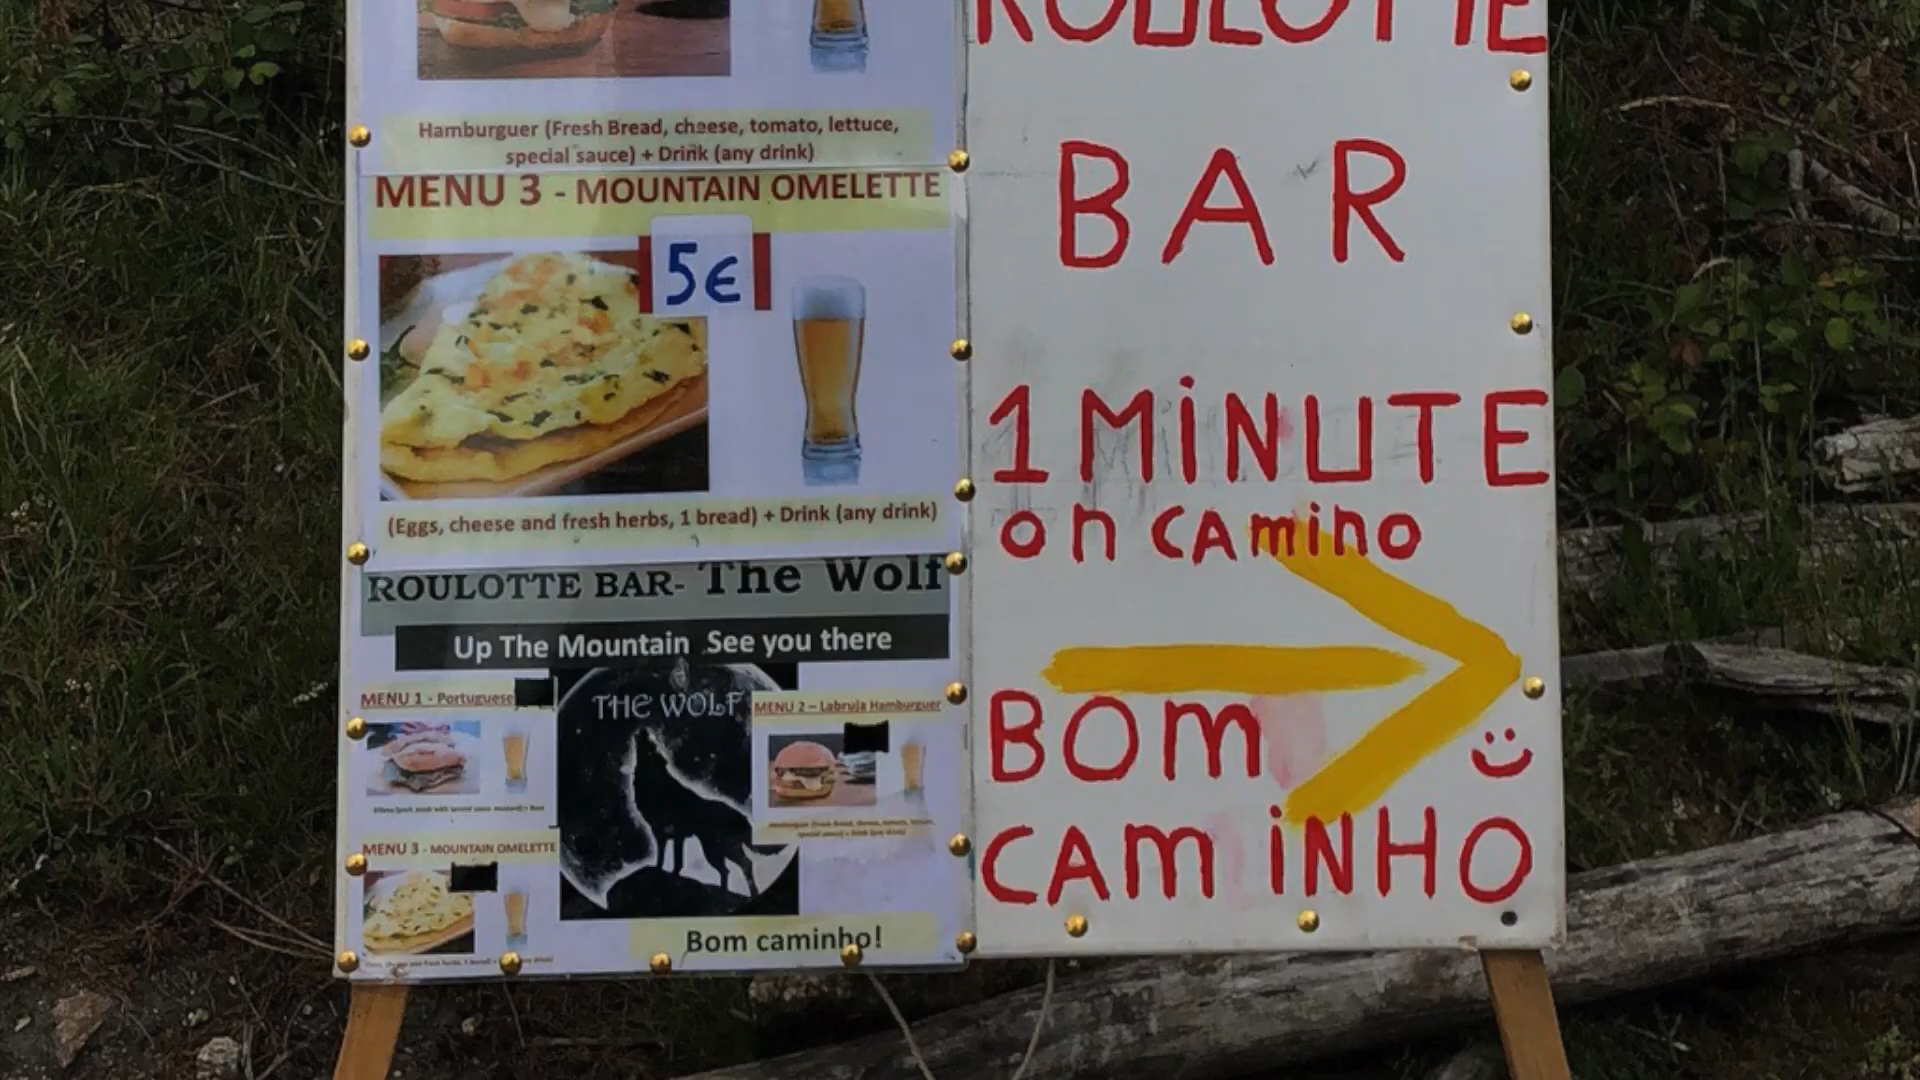 Hamburguer (Fresh Bread, cheese, tomato, lettuce,
special sauce) + Drink (any drink)
MENU 3 - MOUNTAIN OMELETTE
5€
(Eggs, cheese and fresh herbs, 1 bread) + Drink (any drink)
ROULOTTE BAR- The Wolf
Up The Mountain See you there
MENU 1 - Portuguese
THE WOLF
MENU 2 – Labruja Hamburguer
MENU 3 - MOUNTAIN OMELETTE
Bom caminho!
ROULOTTE
BAR
1 MINUTE
on CAmino
BOm
CAmiNHO